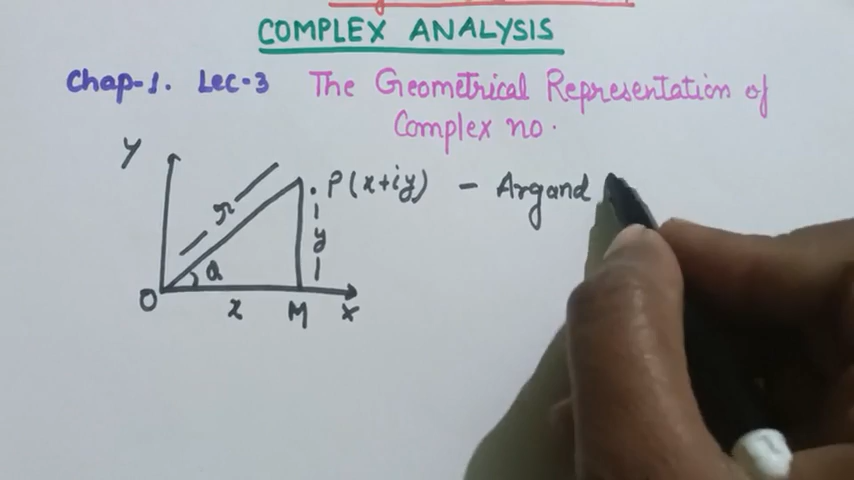 COMPLEX ANALYSIS
Chap-1. Lec-3 The Geometrical Representation of
Complex no.
Y
P(x+iy) - Argand
r
y
θ
O
x
M
X